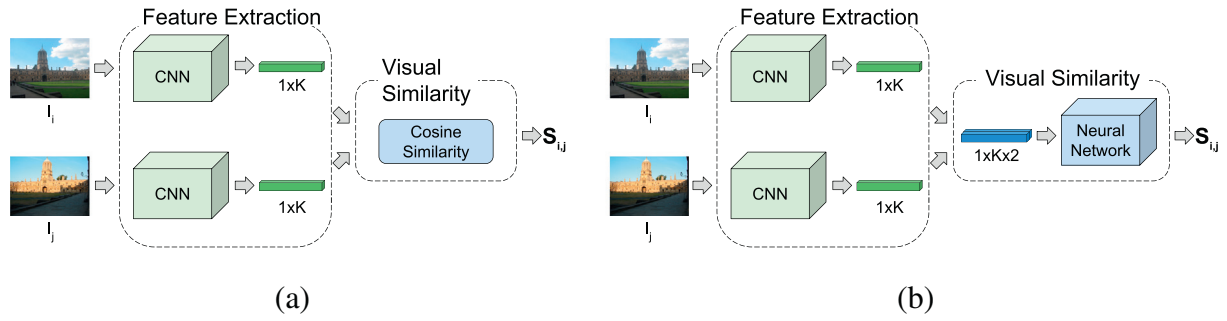 Feature Extraction
CNN
1xK
I_i
Visual
Similarity
Cosine
Similarity
S_i,j
CNN
1xK
I_j
(a)
Feature Extraction
CNN
1xK
I_i
Visual Similarity
1xKx2
Neural
Network
S_i,j
CNN
1xK
I_j
(b)